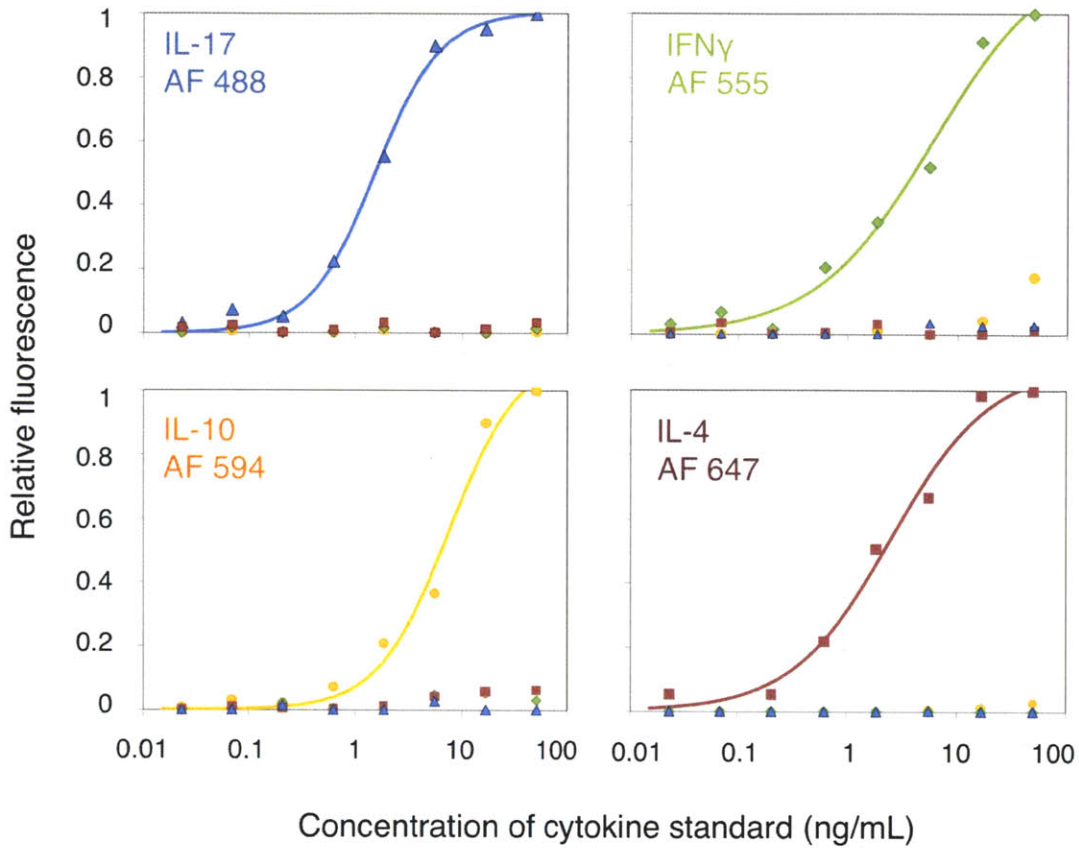 1
0.8
0.6
0.4
0.2
0
IL-17
AF 488
IFNγ
AF 555
Relative fluorescence
0.8
0.6
0.4
0.2
0
1
IL-10
AF 594
IL-4
AF 647
0.01 0.1 1 10 100
0.01 0.1 1 10 100
Concentration of cytokine standard (ng/mL)